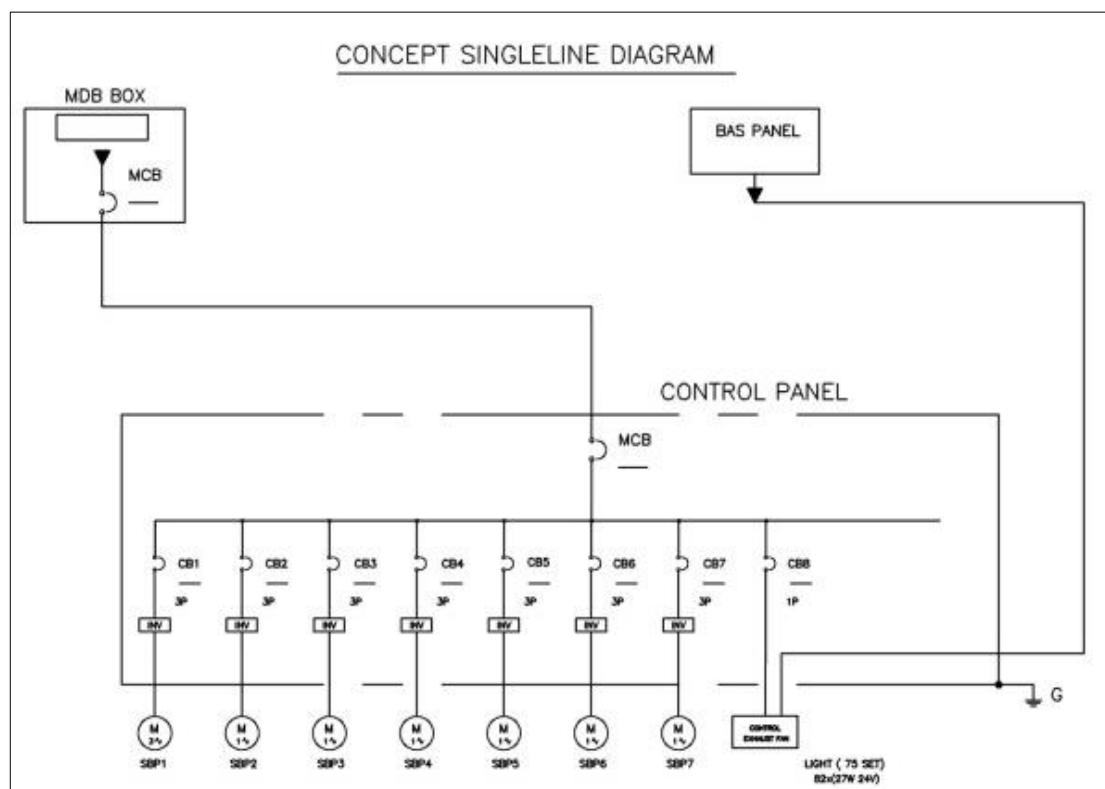 CONCEPT SINGLELINE DIAGRAM
MDB BOX
MCB
BAS PANEL
CONTROL PANEL
MCB
CB1 CB2 CB3 CB4 CB5 CB6 CB7 CB8
3P 3P 3P 3P 3P 3P 3P 1P
INV INV INV INV INV INV INV
G
M M M M M M M
CONTROL
EXHAUST FAN
SBP1 SBP2 SBP3 SBP4 SBP5 SBP6 SBP7
LIGHT ( 75 SET)
82x(27W 24V)